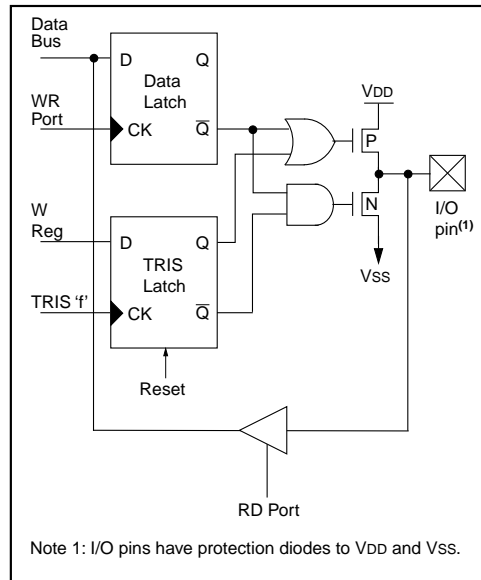 Data
Bus
D
Q
Data
Latch
VDD
WR
Port
CK
Q
P
W
Reg
D
Q
N
I/O
pin(1)
TRIS
Latch
VSS
TRIS 'f'
CK
Q
Reset
RD Port
Note 1: I/O pins have protection diodes to VDD and VSS.